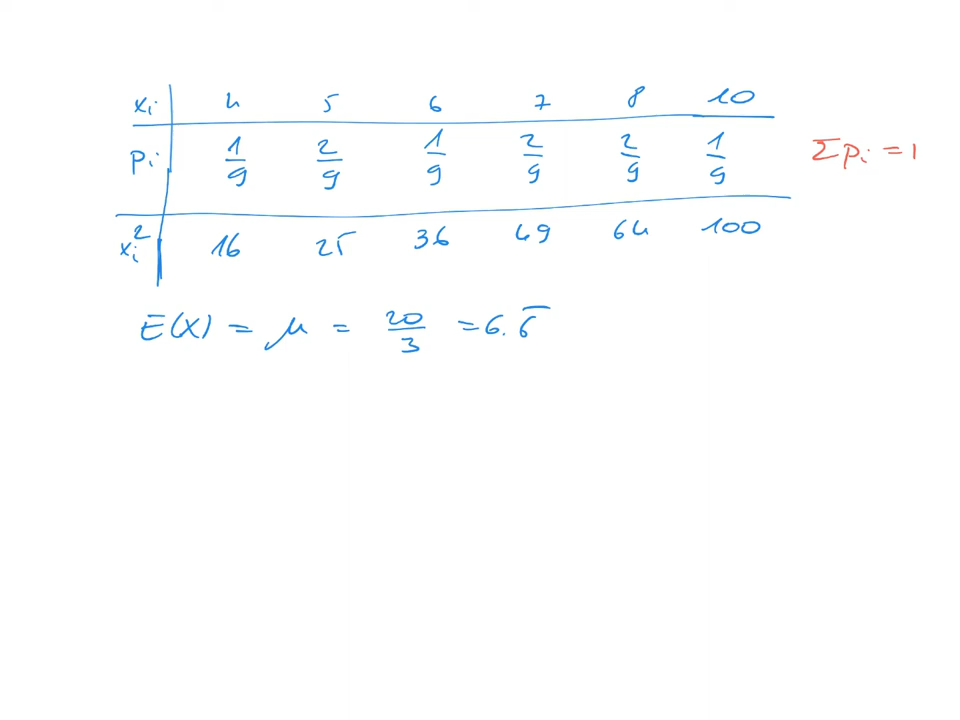 xᵢ 4 5 6 7 8 10
pᵢ 1/9 2/9 1/9 2/9 2/9 1/9 Σpᵢ = 1
xᵢ² 16 25 36 49 64 100
E(X) = μ = 20/3 = 6.6̅